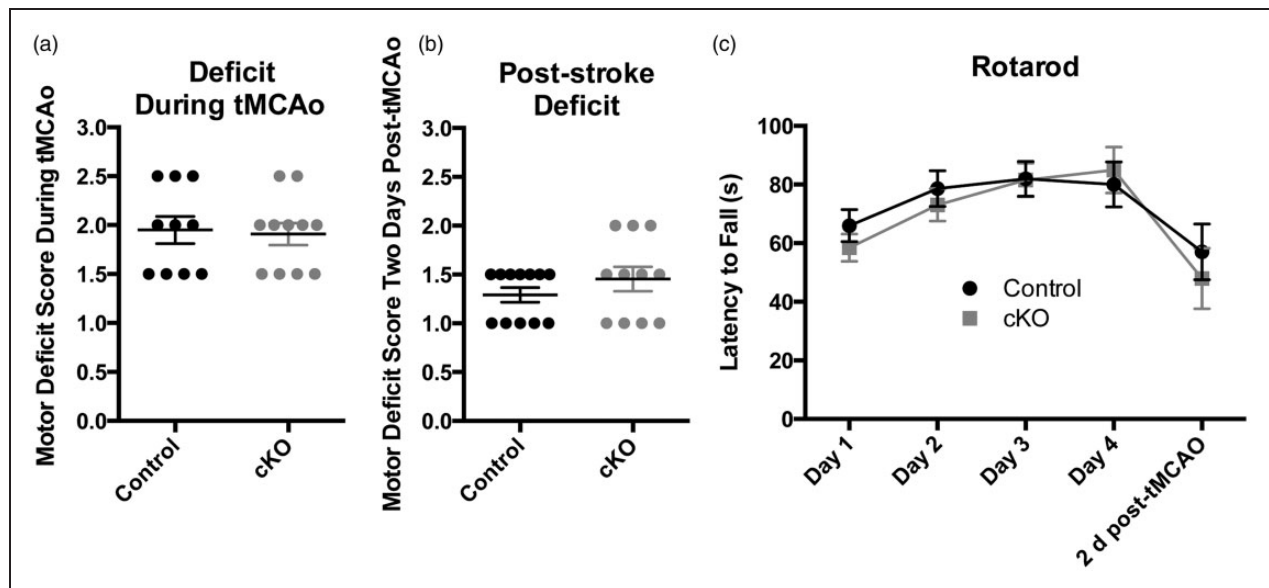 (a)
Deficit
During tMCAo
Motor Deficit Score During tMCAo
3.0
2.5
2.0
1.5
1.0
0.5
0.0
Control
cKO
(b)
Post-stroke
Deficit
Motor Deficit Score Two Days Post-tMCAo
3.0
2.5
2.0
1.5
1.0
0.5
0.0
Control
cKO
(c)
Rotarod
Latency to Fall (s)
100
80
60
40
20
0
Control
cKO
Day 1
Day 2
Day 3
Day 4
2 d post-tMCAO